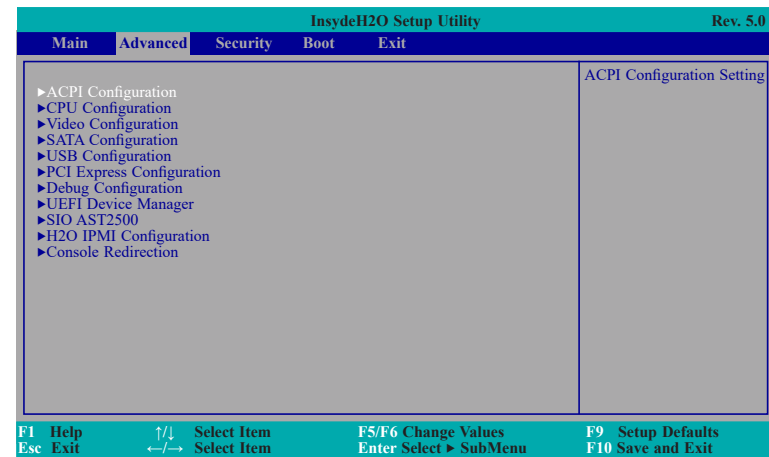 InsydeH2O Setup Utility Rev. 5.0
Main Advanced Security Boot Exit
▶ACPI Configuration
▶CPU Configuration
▶Video Configuration
▶SATA Configuration
▶USB Configuration
▶PCI Express Configuration
▶Debug Configuration
▶UEFI Device Manager
▶SIO AST2500
▶H2O IPMI Configuration
▶Console Redirection
ACPI Configuration Setting
F1 Help ↑/↓ Select Item F5/F6 Change Values F9 Setup Defaults
Esc Exit ←/→ Select Item Enter Select ▶ SubMenu F10 Save and Exit